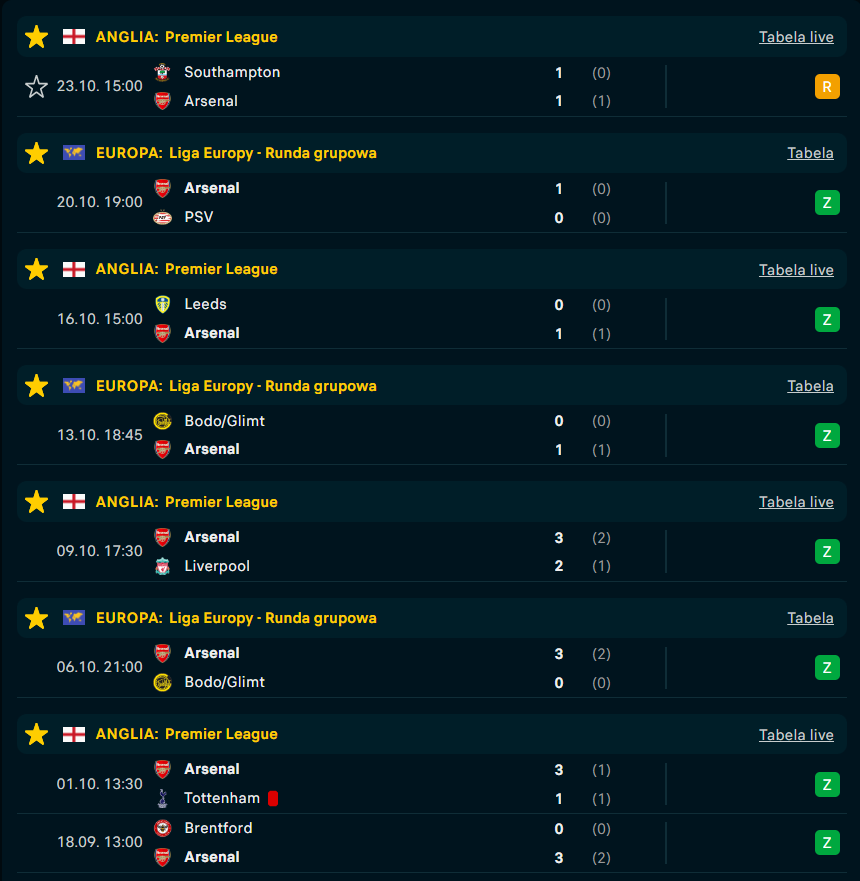 ANGLIA: Premier League Tabela live
23.10. 15:00 Southampton 1 (0) R
Arsenal 1 (1)
EUROPA: Liga Europy - Runda grupowa Tabela
20.10. 19:00 Arsenal 1 (0) Z
PSV 0 (0)
ANGLIA: Premier League Tabela live
16.10. 15:00 Leeds 0 (0) Z
Arsenal 1 (1)
EUROPA: Liga Europy - Runda grupowa Tabela
13.10. 18:45 Bodo/Glimt 0 (0) Z
Arsenal 1 (1)
ANGLIA: Premier League Tabela live
09.10. 17:30 Arsenal 3 (2) Z
Liverpool 2 (1)
EUROPA: Liga Europy - Runda grupowa Tabela
06.10. 21:00 Arsenal 3 (2) Z
Bodo/Glimt 0 (0)
ANGLIA: Premier League Tabela live
01.10. 13:30 Arsenal 3 (1) Z
Tottenham 1 (1)
18.09. 13:00 Brentford 0 (0) Z
Arsenal 3 (2)